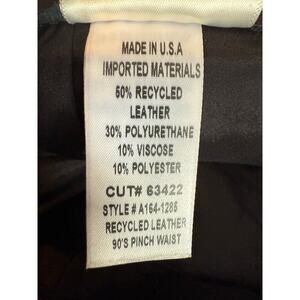 MADE IN U.S.A
IMPORTED MATERIALS
50% RECYCLED
LEATHER
30% POLYURETHANE
10% VISCOSE
10% POLYESTER
CUT# 63422
STYLE # A164-1285
RECYCLED LEATHER
90'S PINCH WAIST